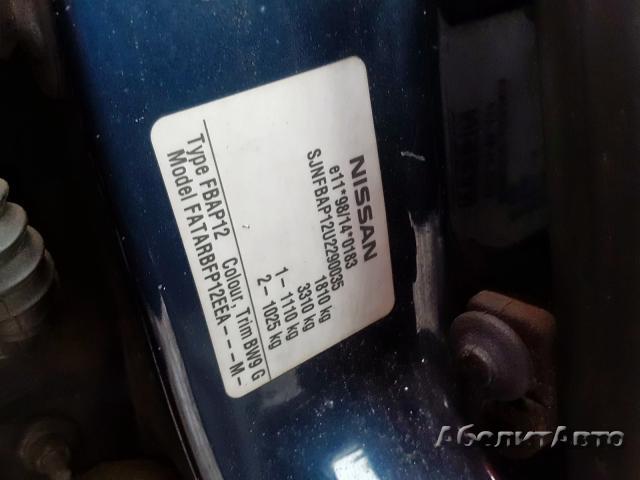 NISSAN
e11*98/14*0183
SJNFBAP12U2290035
1810 kg
3310 kg
1- 1110 kg
2- 1025 kg
Type FBAP12 Colour, Trim BW9 G
Model FATARBFP12EEA- - - M-
АбелитАвто